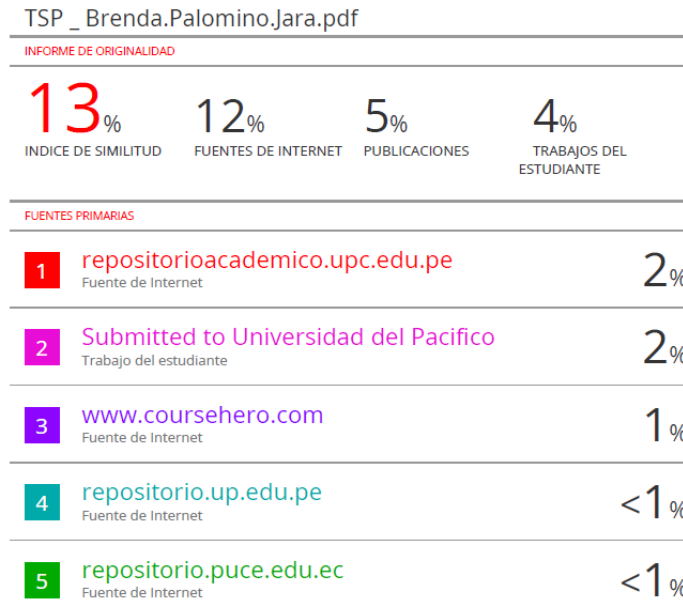 TSP _ Brenda.Palomino.Jara.pdf
INFORME DE ORIGINALIDAD
13% 12% 5% 4%
INDICE DE SIMILITUD FUENTES DE INTERNET PUBLICACIONES TRABAJOS DEL
ESTUDIANTE
FUENTES PRIMARIAS
1 repositorioacademico.upc.edu.pe 2%
Fuente de Internet
2 Submitted to Universidad del Pacifico 2%
Trabajo del estudiante
3 www.coursehero.com 1%
Fuente de Internet
4 repositorio.up.edu.pe <1%
Fuente de Internet
5 repositorio.puce.edu.ec <1%
Fuente de Internet